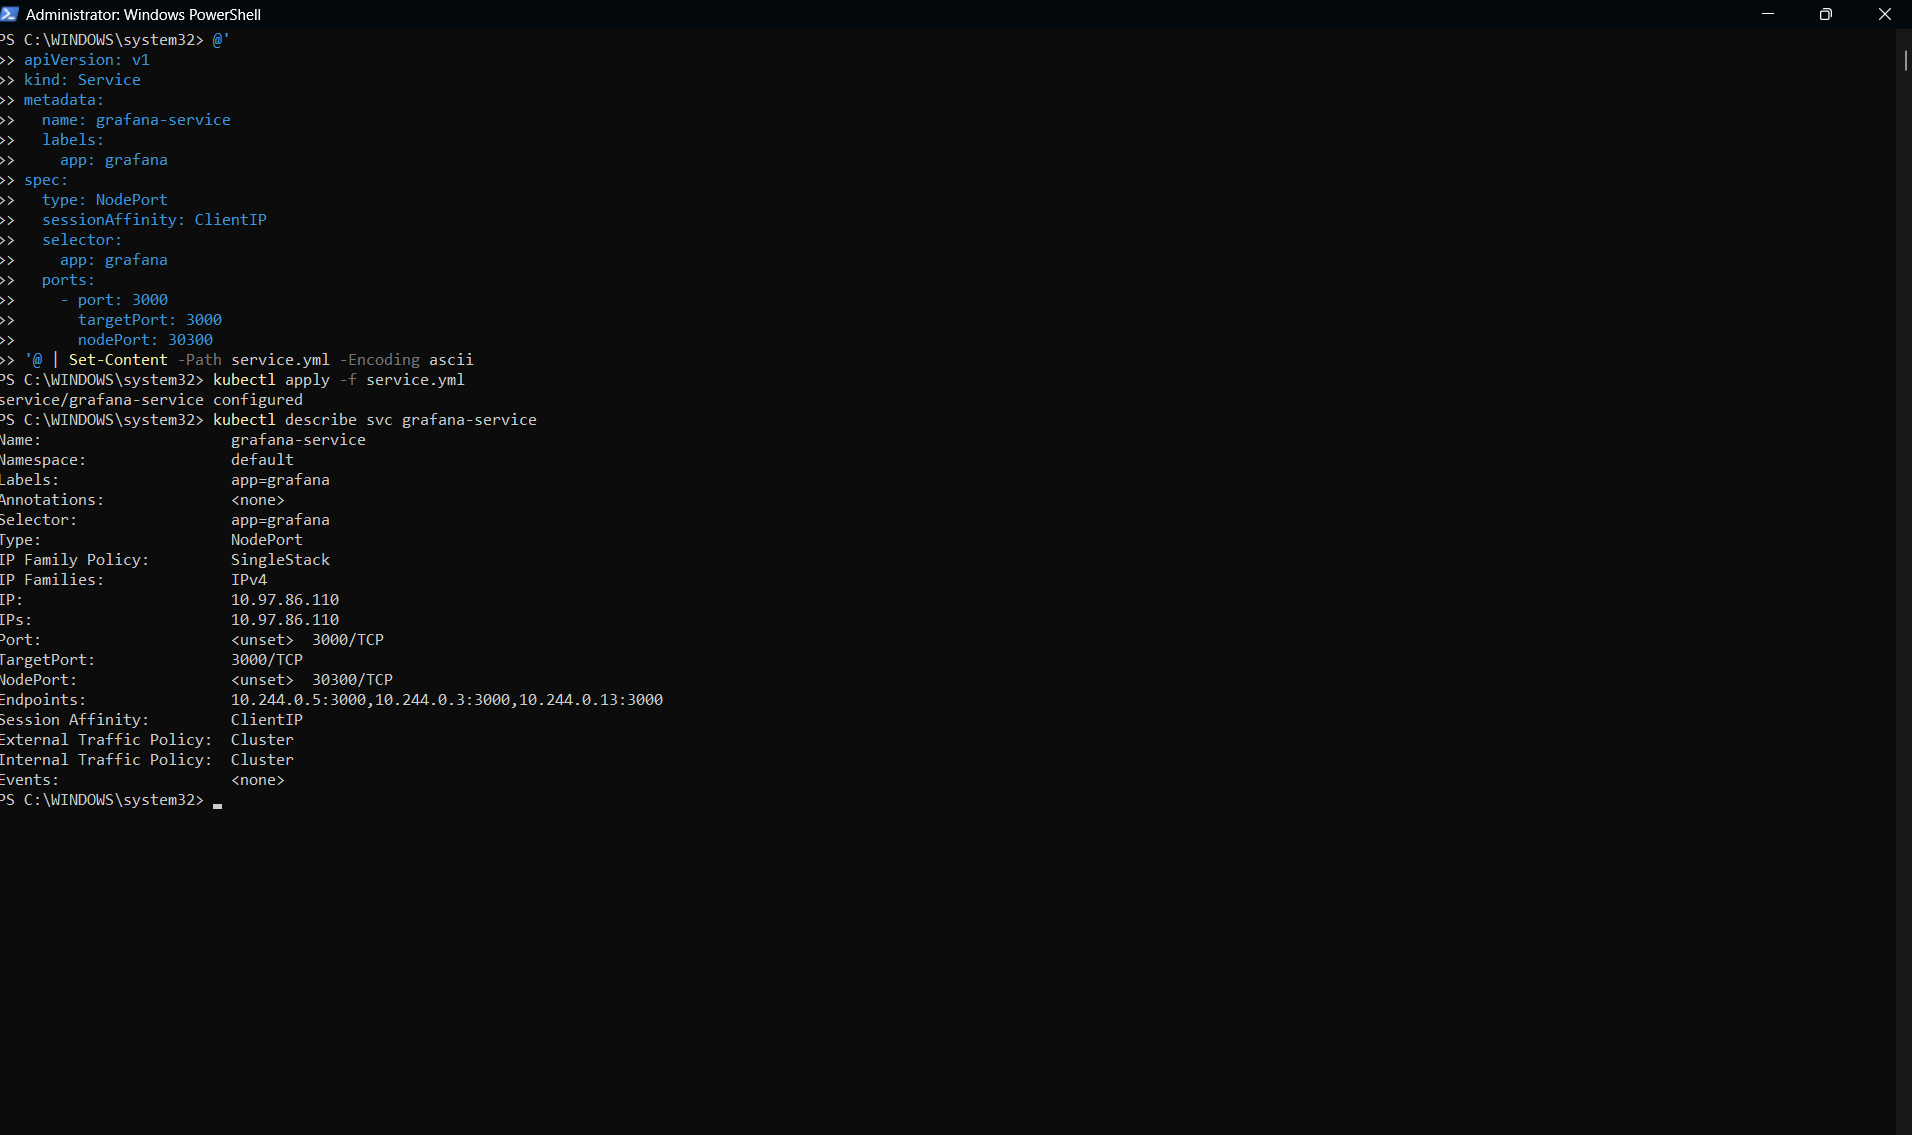 Administrator: Windows PowerShell
PS C:\WINDOWS\system32> @'
>> apiVersion: v1
>> kind: Service
>> metadata:
>>   name: grafana-service
>>   labels:
>>     app: grafana
>> spec:
>>   type: NodePort
>>   sessionAffinity: ClientIP
>>   selector:
>>     app: grafana
>>   ports:
>>     - port: 3000
>>       targetPort: 3000
>>       nodePort: 30300
>> '@ | Set-Content -Path service.yml -Encoding ascii
PS C:\WINDOWS\system32> kubectl apply -f service.yml
service/grafana-service configured
PS C:\WINDOWS\system32> kubectl describe svc grafana-service
Name:                     grafana-service
Namespace:                default
Labels:                   app=grafana
Annotations:              <none>
Selector:                 app=grafana
Type:                     NodePort
IP Family Policy:         SingleStack
IP Families:              IPv4
IP:                       10.97.86.110
IPs:                      10.97.86.110
Port:                     <unset>  3000/TCP
TargetPort:               3000/TCP
NodePort:                 <unset>  30300/TCP
Endpoints:                10.244.0.5:3000,10.244.0.3:3000,10.244.0.13:3000
Session Affinity:         ClientIP
External Traffic Policy:  Cluster
Internal Traffic Policy:  Cluster
Events:                   <none>
PS C:\WINDOWS\system32>